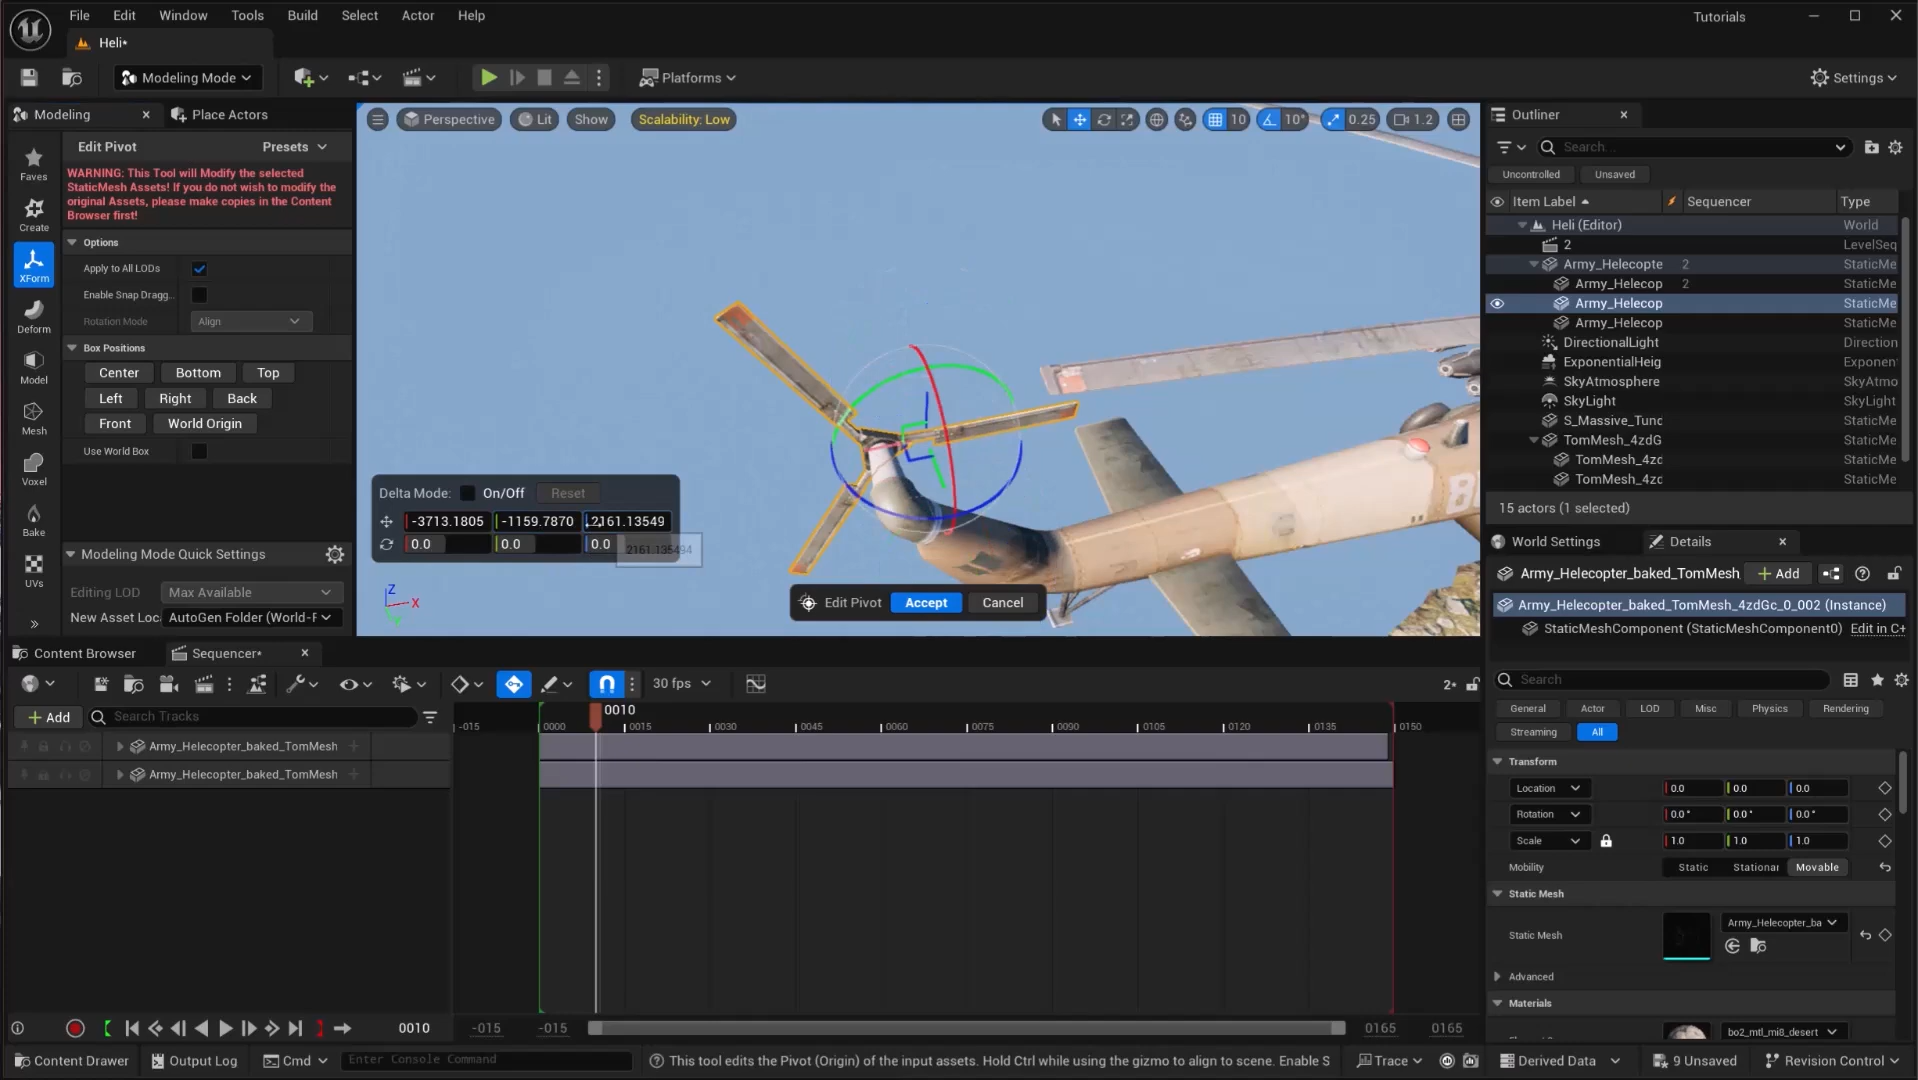 File Edit Window Tools Build Select Actor Help
Tutorials
Heli*
Modeling Mode
Platforms
Settings
Modeling
Place Actors
Perspective
Lit
Show
Scalability: Low
10
10°
0.25
1.2
Outliner
Edit Pivot
Presets
Search...
WARNING: This Tool will Modify the selected
StaticMesh Assets! If you do not wish to modify the
original Assets, please make copies in the Content
Browser first!
Faves
Create
XForm
Deform
Model
Mesh
Voxel
Bake
UVs
Options
Apply to All LODs
Enable Snap Dragg..
Rotation Mode
Align
Box Positions
Center Bottom Top
Left Right Back
Front World Origin
Use World Box
Modeling Mode Quick Settings
Editing LOD
Max Available
New Asset Loca
AutoGen Folder (World-F
Uncontrolled
Unsaved
Item Label
Sequencer
Type
Heli (Editor) World
2 LevelSeq
Army_Helecopte 2 StaticMe
Army_Helecop 2 StaticMe
Army_Helecop StaticMe
Army_Helecop StaticMe
DirectionalLight Direction
ExponentialHeig Exponen
SkyAtmosphere SkyAtmo
SkyLight SkyLight
S_Massive_Tund StaticMe
TomMesh_4zdG StaticMe
TomMesh_4zd StaticMe
TomMesh_4zd StaticMe
15 actors (1 selected)
Delta Mode: On/Off Reset
-3713.1805 -1159.7870 2161.13549
0.0 0.0 0.0
2161.135494
Z
X
Edit Pivot Accept Cancel
World Settings
Details
Army_Helecopter_baked_TomMesh
Add
Army_Helecopter_baked_TomMesh_4zdGc_0_002 (Instance)
StaticMeshComponent (StaticMeshComponent0) Edit in C+
Search
General Actor LOD Misc Physics Rendering
Streaming All
Transform
Location 0.0 0.0 0.0
Rotation 0.0° 0.0° 0.0°
Scale 1.0 1.0 1.0
Mobility Static Stationar Movable
Static Mesh
Static Mesh
Army_Helecopter_ba
Advanced
Materials
bo2_mtl_mi8_desert
Content Browser
Sequencer*
30 fps
2*
Add
Search Tracks
0010
-015 0000 0015 0030 0045 0060 0075 0090 0105 0120 0135 0150
Army_Helecopter_baked_TomMesh
Army_Helecopter_baked_TomMesh
0010 -015 -015 0165 0165
Content Drawer
Output Log
Cmd
Enter Console Command
This tool edits the Pivot (Origin) of the input assets. Hold Ctrl while using the gizmo to align to scene. Enable S
Trace
Derived Data
9 Unsaved
Revision Control